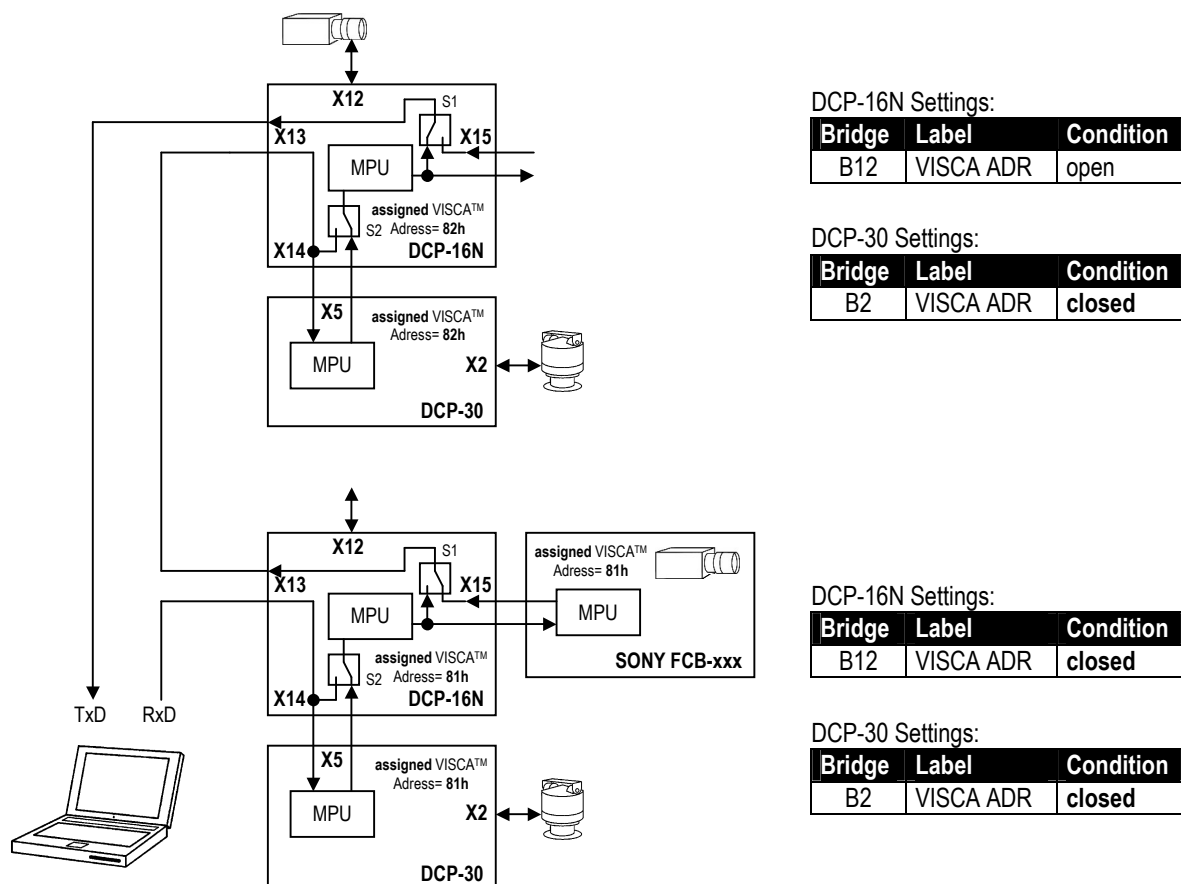 X12
S1
X13
X15
MPU
assigned VISCA™
S2 Adress= 82h
X14
DCP-16N
X5
assigned VISCA™
Adress= 82h
MPU
X2
DCP-30
DCP-16N Settings:
Bridge Label Condition
B12 VISCA ADR open
DCP-30 Settings:
Bridge Label Condition
B2 VISCA ADR closed
X12
S1
X13
X15
MPU
assigned VISCA™
S2 Adress= 81h
X14
DCP-16N
assigned VISCA™
Adress= 81h
MPU
SONY FCB-xxx
TxD RxD
X5
assigned VISCA™
Adress= 81h
MPU
X2
DCP-30
DCP-16N Settings:
Bridge Label Condition
B12 VISCA ADR closed
DCP-30 Settings:
Bridge Label Condition
B2 VISCA ADR closed